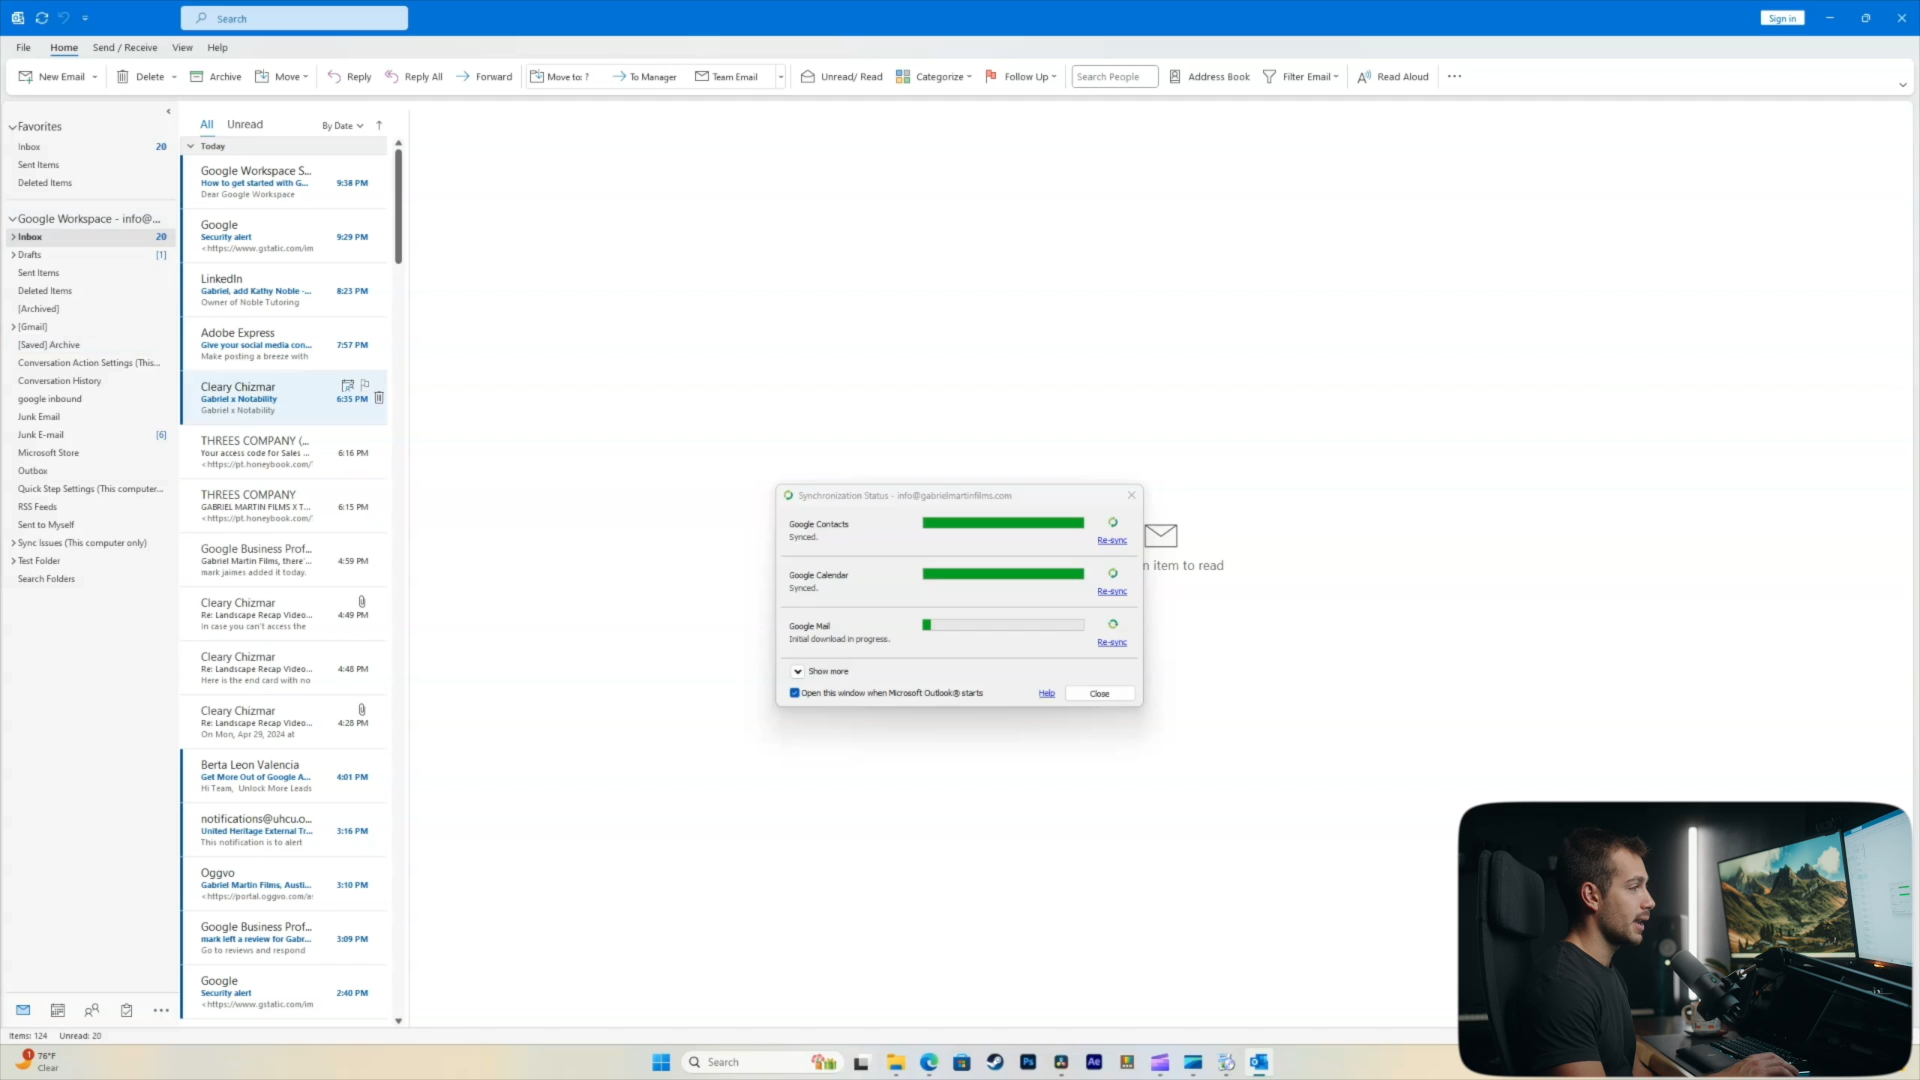 Search
Sign in
File Home Send / Receive View Help
New Email Delete Archive Move Reply Reply All Forward Move to: ? To Manager Team Email Unread/ Read Categorize Follow Up Search People Address Book Filter Email Read Aloud
Favorites
Inbox 20
Sent Items
Deleted Items
Google Workspace - info@...
Inbox 20
Drafts [1]
Sent Items
Deleted Items
[Archived]
[Gmail]
[Saved] Archive
Conversation Action Settings (This...
Conversation History
google inbound
Junk Email
Junk E-mail [6]
Microsoft Store
Outbox
Quick Step Settings (This computer...
RSS Feeds
Sent to Myself
Sync Issues (This computer only)
Test Folder
Search Folders
All Unread By Date
Today
Google Workspace S...
How to get started with G... 9:38 PM
Dear Google Workspace
Google
Security alert 9:29 PM
<https://www.gstatic.com/im
LinkedIn
Gabriel, add Kathy Noble -... 8:23 PM
Owner of Noble Tutoring
Adobe Express
Give your social media con... 7:57 PM
Make posting a breeze with
Cleary Chizmar
Gabriel x Notability 6:35 PM
Gabriel x Notability
THREES COMPANY (...
Your access code for Sales ... 6:16 PM
<https://pt.honeybook.com/
THREES COMPANY
GABRIEL MARTIN FILMS X T... 6:15 PM
<https://pt.honeybook.com/
Google Business Prof...
Gabriel Martin Films, there'... 4:59 PM
mark jaimes added it today.
Cleary Chizmar
Re: Landscape Recap Video... 4:49 PM
In case you can't access the
Cleary Chizmar
Re: Landscape Recap Video... 4:48 PM
Here is the end card with no
Cleary Chizmar
Re: Landscape Recap Video... 4:28 PM
On Mon, Apr 29, 2024 at
Berta Leon Valencia
Get More Out of Google A... 4:01 PM
Hi Team, Unlock More Leads
notifications@uhcu.o...
United Heritage External Tr... 3:16 PM
This notification is to alert
Oggvo
Gabriel Martin Films, Austi... 3:10 PM
<https://portal.oggvo.com/a
Google Business Prof...
mark left a review for Gabr... 3:09 PM
Go to reviews and respond
Google
Security alert 2:40 PM
<https://www.gstatic.com/im
Synchronization Status - info@gabrielmartinfilms.com
Google Contacts
Synced.
Re-sync
Google Calendar
Synced.
Re-sync
Google Mail
Initial download in progress.
Re-sync
Show more
Open this window when Microsoft Outlook® starts Help Close
n item to read
Items: 124 Unread: 20
1 76°F
Clear
Search
Ps
Ae